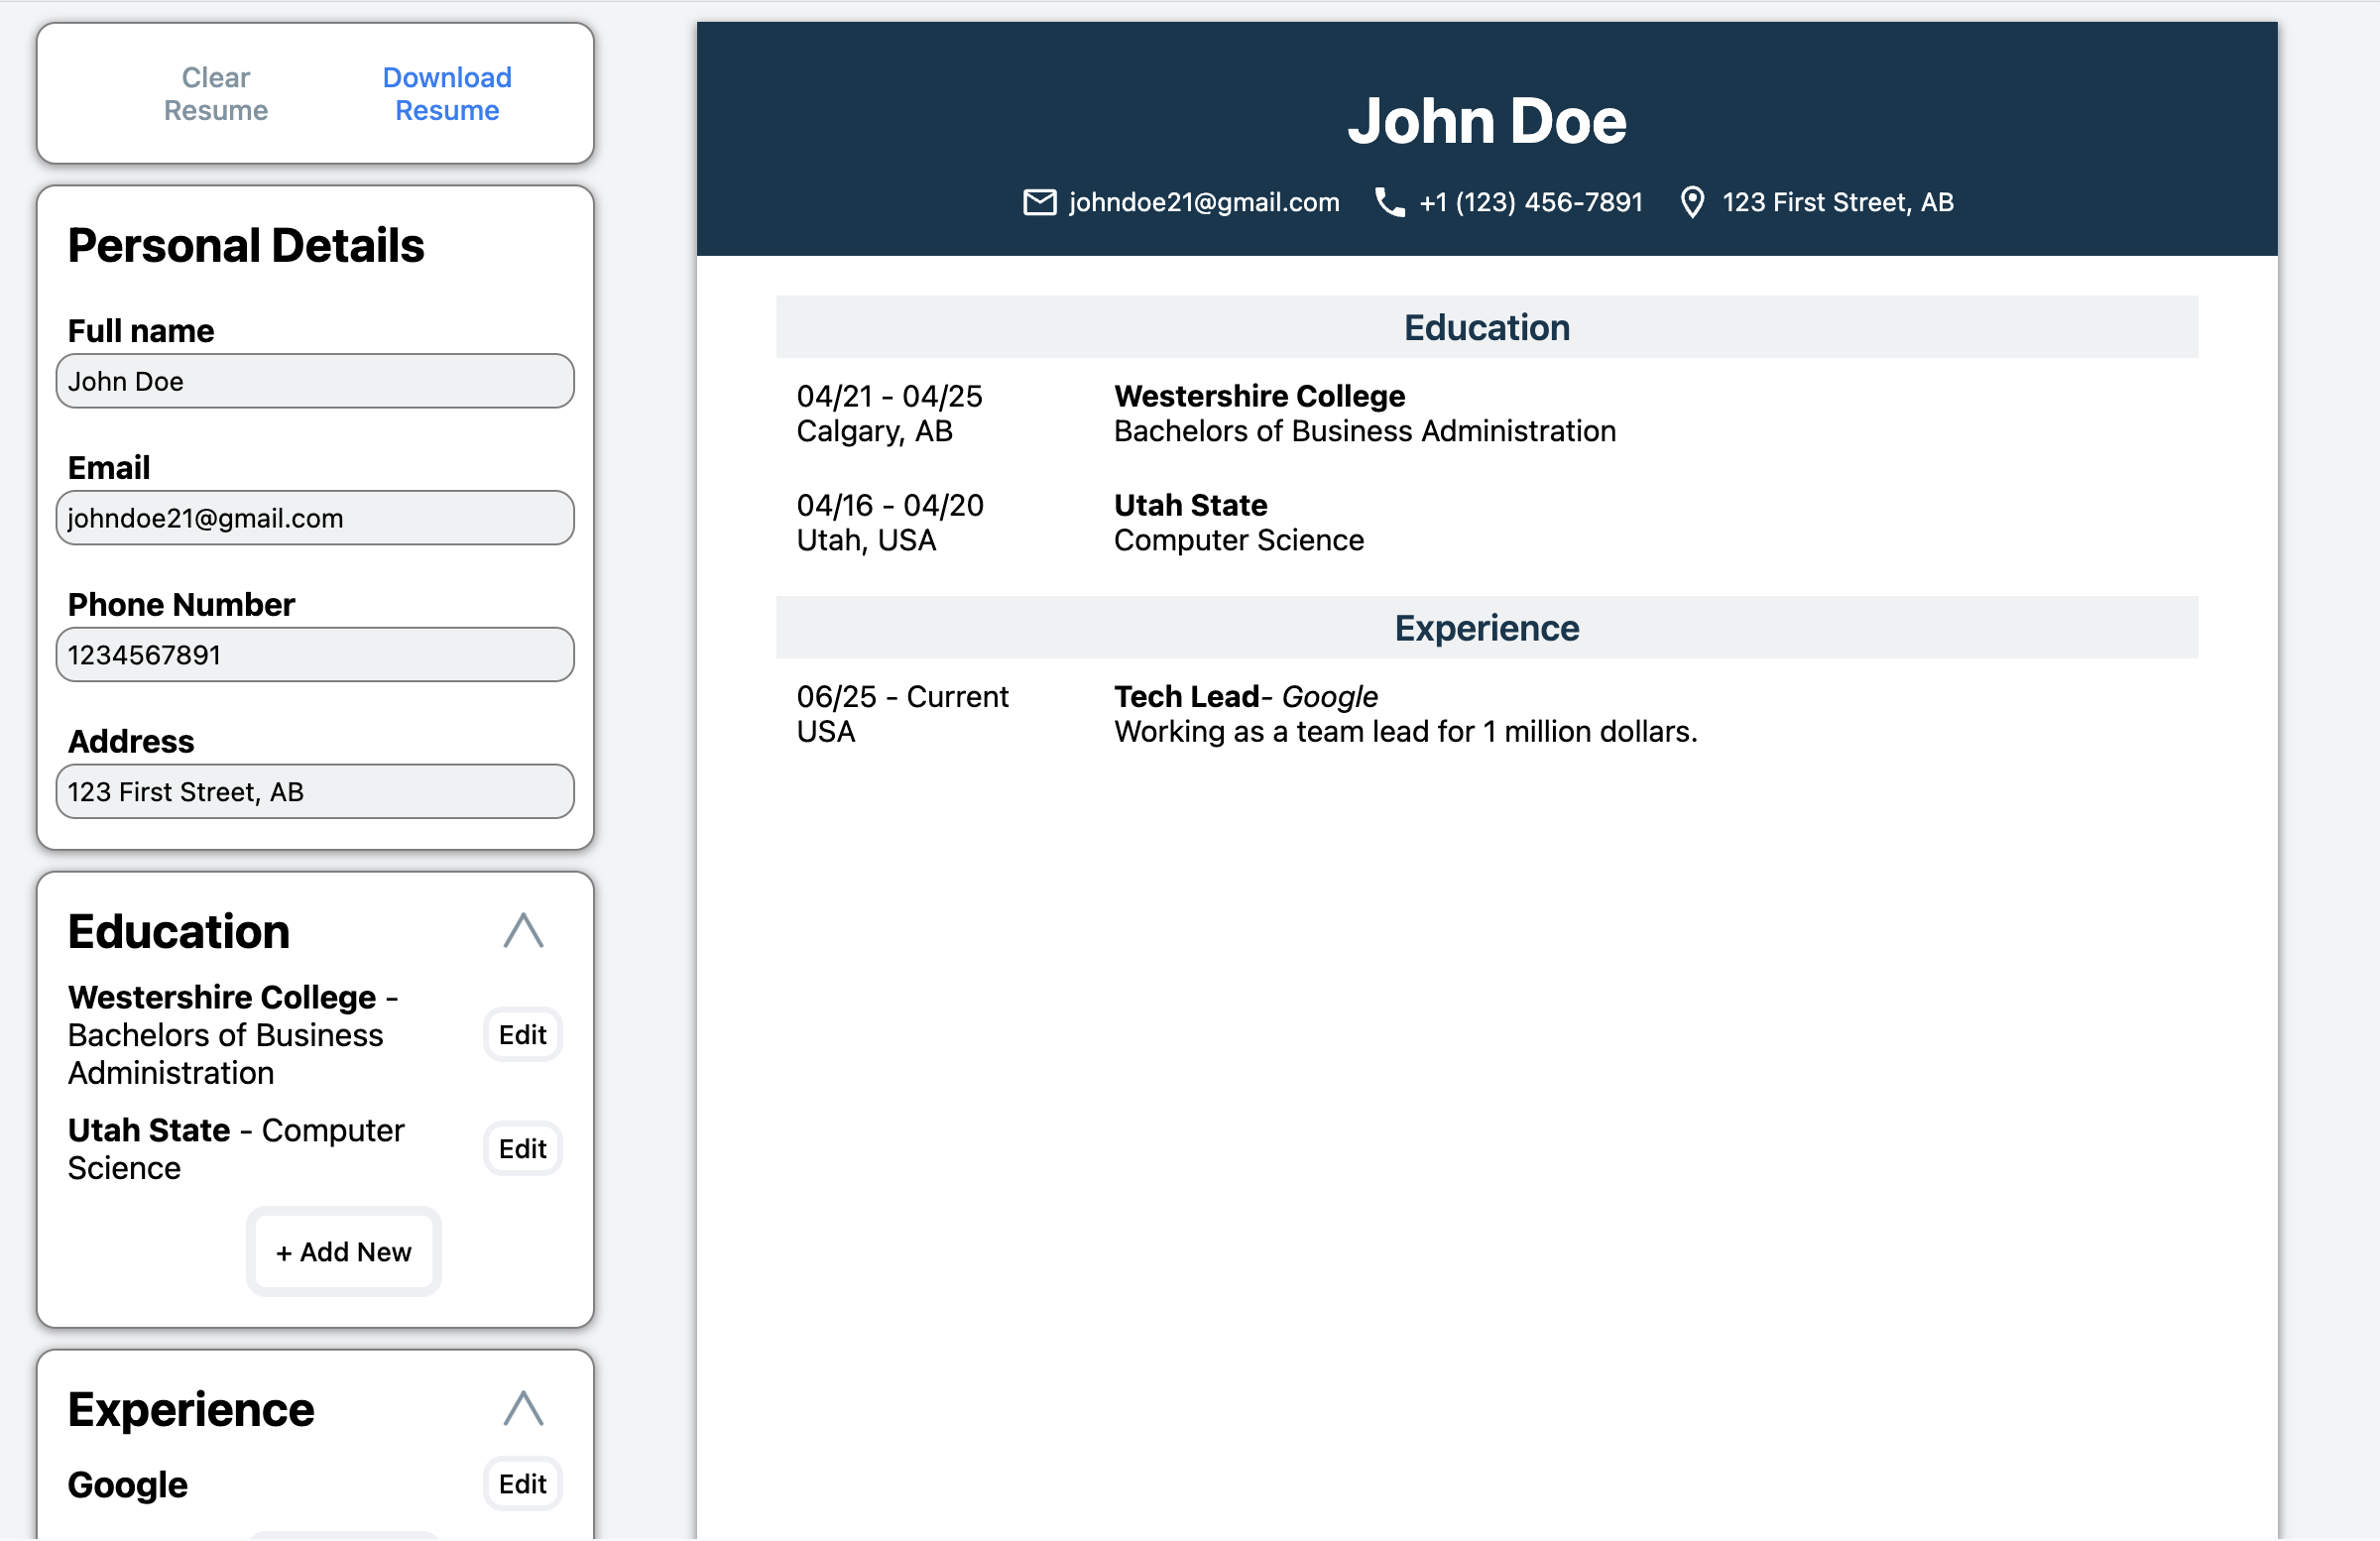 Clear
Resume
Download
Resume
Personal Details
Full name
John Doe
Email
johndoe21@gmail.com
Phone Number
1234567891
Address
123 First Street, AB
Education
Westershire College -
Bachelors of Business
Administration
Edit
Utah State - Computer
Science
Edit
+ Add New
Experience
Google
Edit
John Doe
johndoe21@gmail.com +1 (123) 456-7891 123 First Street, AB
Education
04/21 - 04/25 Westershire College
Calgary, AB Bachelors of Business Administration
04/16 - 04/20 Utah State
Utah, USA Computer Science
Experience
06/25 - Current Tech Lead- Google
USA Working as a team lead for 1 million dollars.